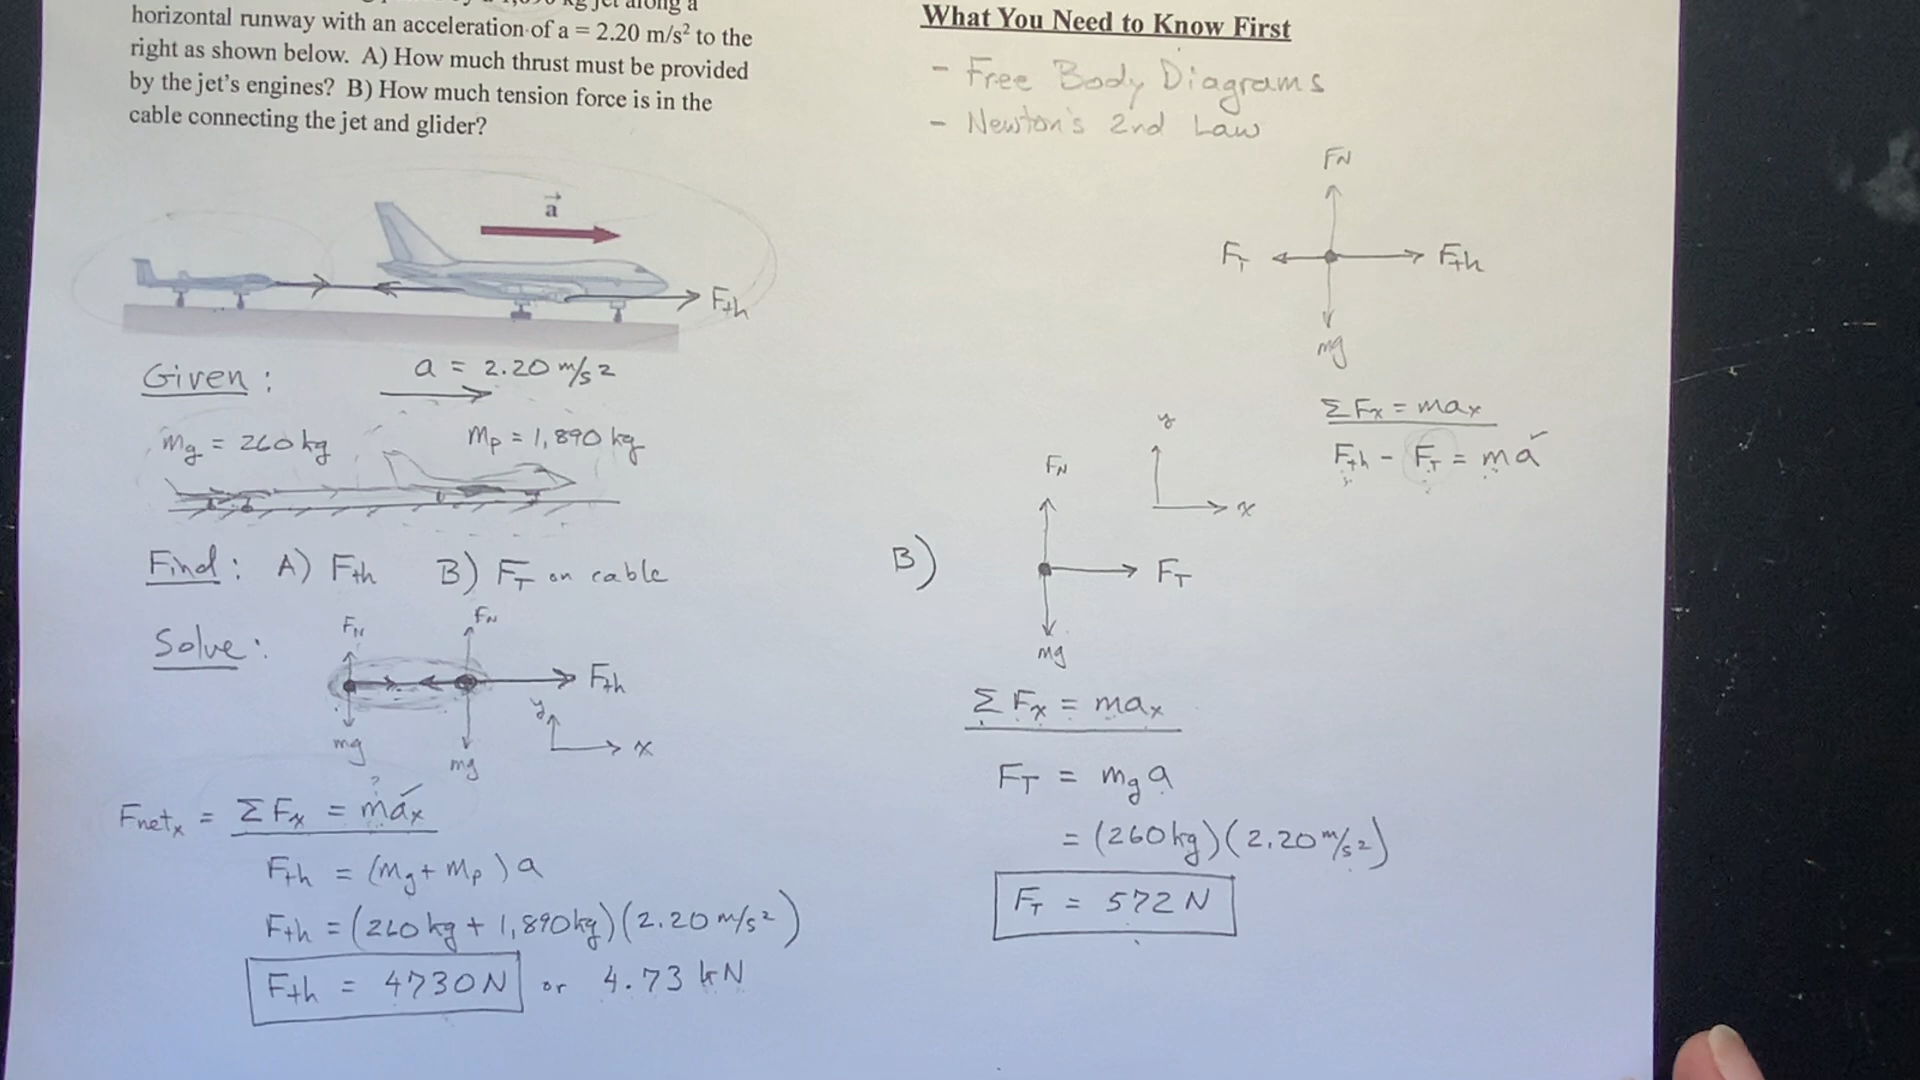 kg jet along a
horizontal runway with an acceleration of a = 2.20 m/s² to the
right as shown below. A) How much thrust must be provided
by the jet's engines? B) How much tension force is in the
cable connecting the jet and glider?
a
Fth
Given:
a = 2.20 m/s2
mg = 260 kg
mp = 1,890 kg
Find: A) Fth B) FT on cable
Solve:
FN
FN
Fth
mg
mg
y
x
?
Fnetx = ΣFx = max
Fth = (mg + mp) a
Fth = (260 kg + 1,890 kg)(2.20 m/s²)
Fth = 4730 N or 4.73 kN
What You Need to Know First
- Free Body Diagrams
- Newton's 2nd Law
FN
FT
Fth
mg
ΣFx = max
Fth - FT = ma
y
x
B)
FN
FT
mg
ΣFx = max
FT = mg a
= (260 kg)(2.20 m/s2)
FT = 572 N